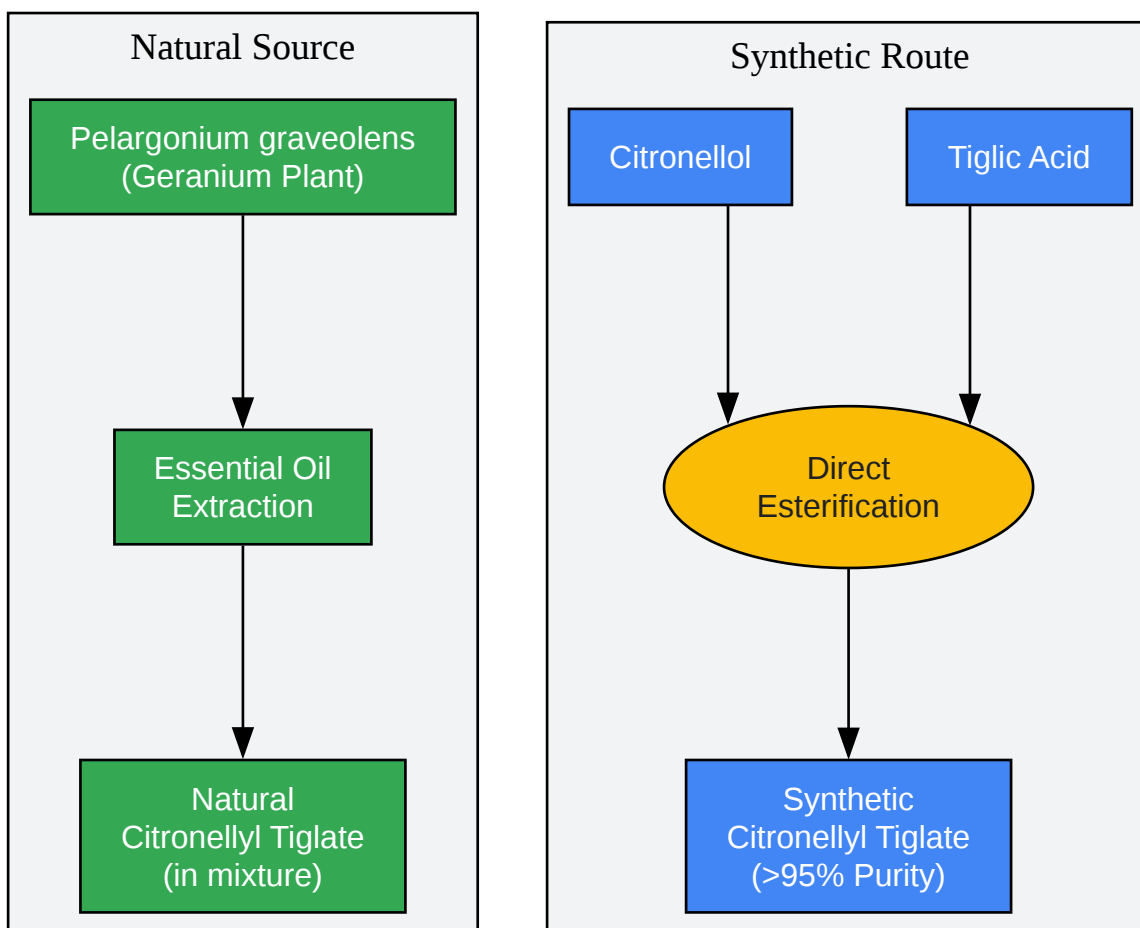 Natural Source
Pelargonium graveolens
(Geranium Plant)
Essential Oil
Extraction
Natural
Citronellyl Tiglate
(in mixture)
Synthetic Route
Citronellol
Tiglic Acid
Direct
Esterification
Synthetic
Citronellyl Tiglate
(>95% Purity)